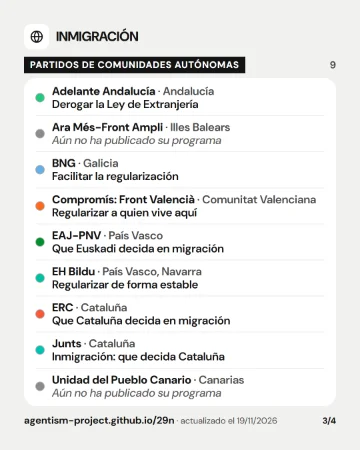 INMIGRACIÓN
PARTIDOS DE COMUNIDADES AUTÓNOMAS 9
Adelante Andalucía · Andalucía
Derogar la Ley de Extranjería
Ara Més-Front Ampli · Illes Balears
Aún no ha publicado su programa
BNG · Galicia
Facilitar la regularización
Compromís: Front Valencià · Comunitat Valenciana
Regularizar a quien vive aquí
EAJ-PNV · País Vasco
Que Euskadi decida en migración
EH Bildu · País Vasco, Navarra
Regularizar de forma estable
ERC · Cataluña
Que Cataluña decida en migración
Junts · Cataluña
Inmigración: que decida Cataluña
Unidad del Pueblo Canario · Canarias
Aún no ha publicado su programa
agentism-project.github.io/29n · actualizado el 19/11/2026 3/4